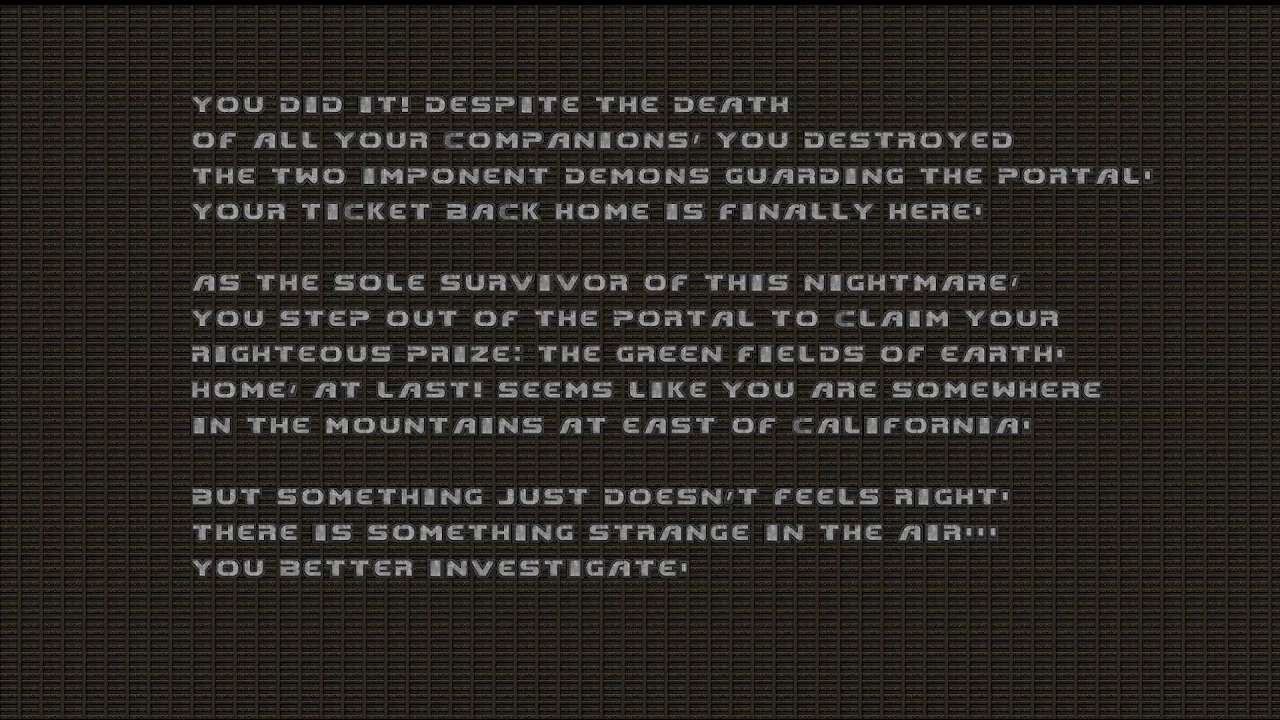 YOU DID IT! DESPITE THE DEATH
OF ALL YOUR COMPANIONS, YOU DESTROYED
THE TWO IMPONENT DEMONS GUARDING THE PORTAL.
YOUR TICKET BACK HOME IS FINALLY HERE.
AS THE SOLE SURVIVOR OF THIS NIGHTMARE,
YOU STEP OUT OF THE PORTAL TO CLAIM YOUR
RIGHTEOUS PRIZE: THE GREEN FIELDS OF EARTH.
HOME, AT LAST! SEEMS LIKE YOU ARE SOMEWHERE
IN THE MOUNTAINS AT EAST OF CALIFORNIA.
BUT SOMETHING JUST DOESN'T FEELS RIGHT.
THERE IS SOMETHING STRANGE IN THE AIR...
YOU BETTER INVESTIGATE.